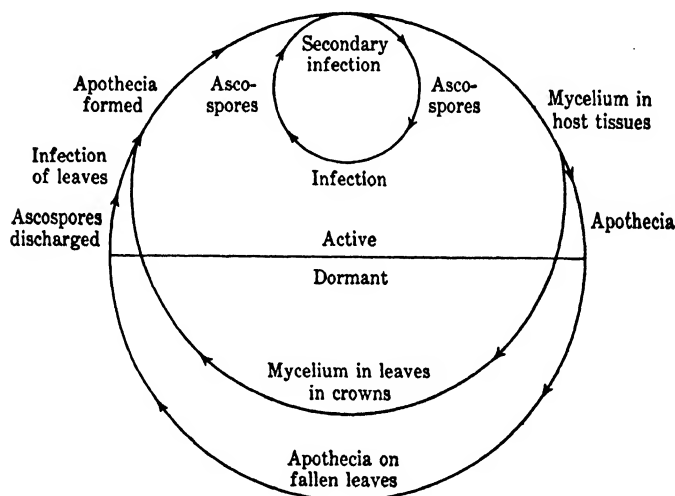 Secondary
infection
Asco-
spores
Asco-
spores
Infection
Apothecia
formed
Infection
of leaves
Ascospores
discharged
Mycelium in
host tissues
Apothecia
Active
Dormant
Mycelium in leaves
in crowns
Apothecia on
fallen leaves